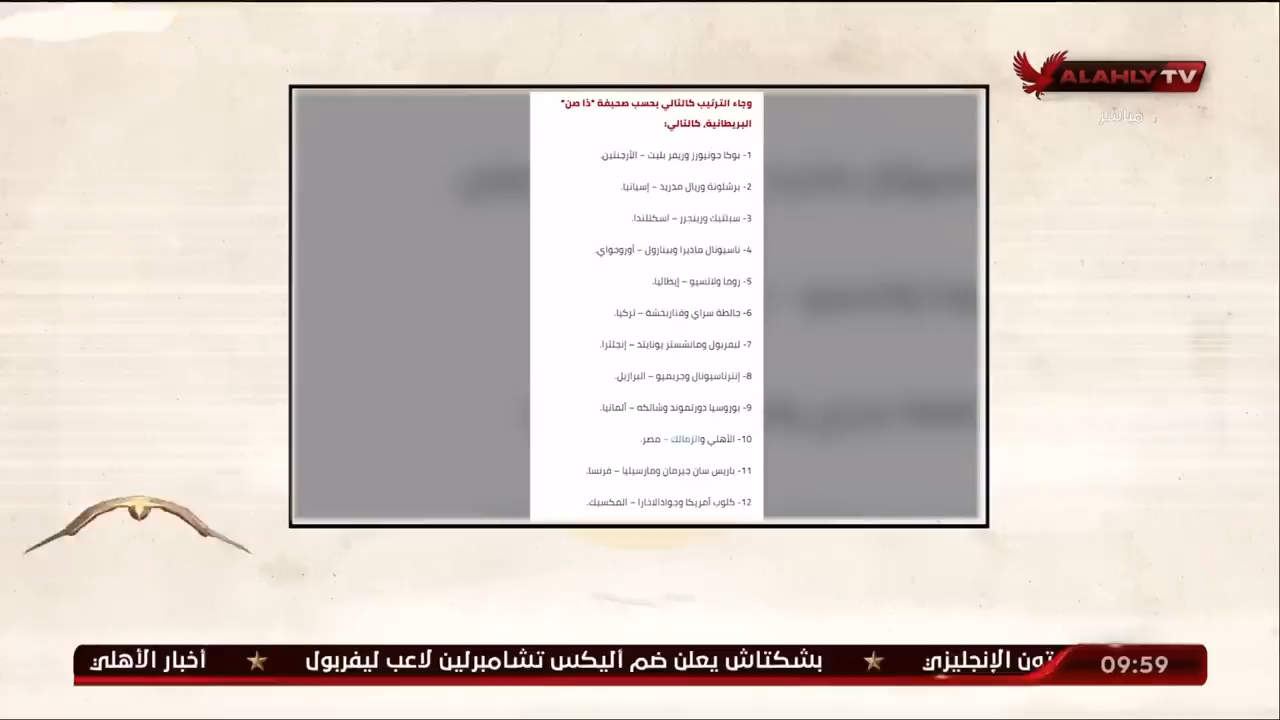 ALAHLY TV
مباشر
وجاء الترتيب كالتالي بحسب صحيفة "ذا صن"
البريطانية، كالتالي:
1- بوكا جونيورز وريفر بليت – الأرجنتين.
2- برشلونة وريال مدريد – إسبانيا.
3- سيلتيك ورينجرز – اسكتلندا.
4- ناسيونال ماديرا وبينارول – أوروجواي.
5- روما ولاتسيو – إيطاليا.
6- جالطة سراي وفناربخشة – تركيا.
7- ليفربول ومانشستر يونايتد – إنجلترا.
8- إنترناسيونال وجريميو – البرازيل.
9- بوروسيا دورتموند وشالكه – ألمانيا.
10- الأهلي والزمالك – مصر.
11- باريس سان جيرمان ومارسيليا – فرنسا.
12- كلوب أمريكا وجوادالاخارا – المكسيك.
تون الإنجليزي ★ بشكتاش يعلن ضم أليكس تشامبرلين لاعب ليفربول ★ أخبار الأهلي
09:59